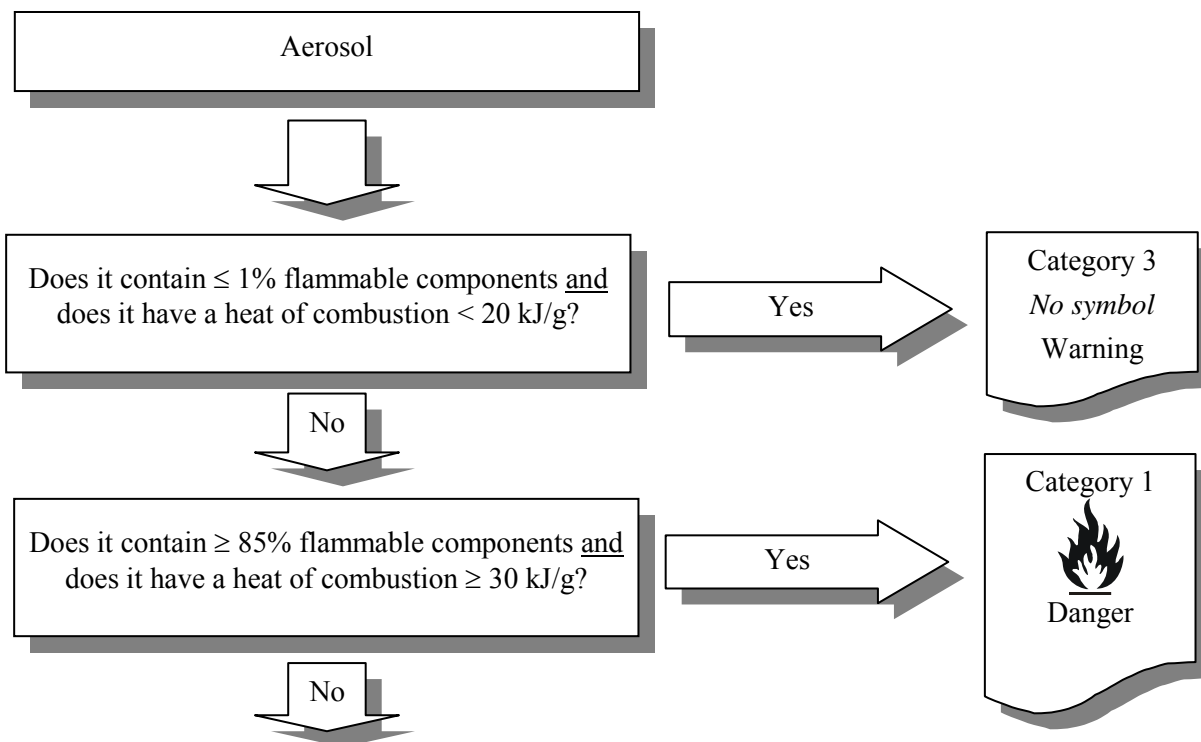 Aerosol
Does it contain ≤ 1% flammable components and
does it have a heat of combustion < 20 kJ/g?
Yes
Category 3
No symbol
Warning
No
Does it contain ≥ 85% flammable components and
does it have a heat of combustion ≥ 30 kJ/g?
Yes
Category 1
Danger
No